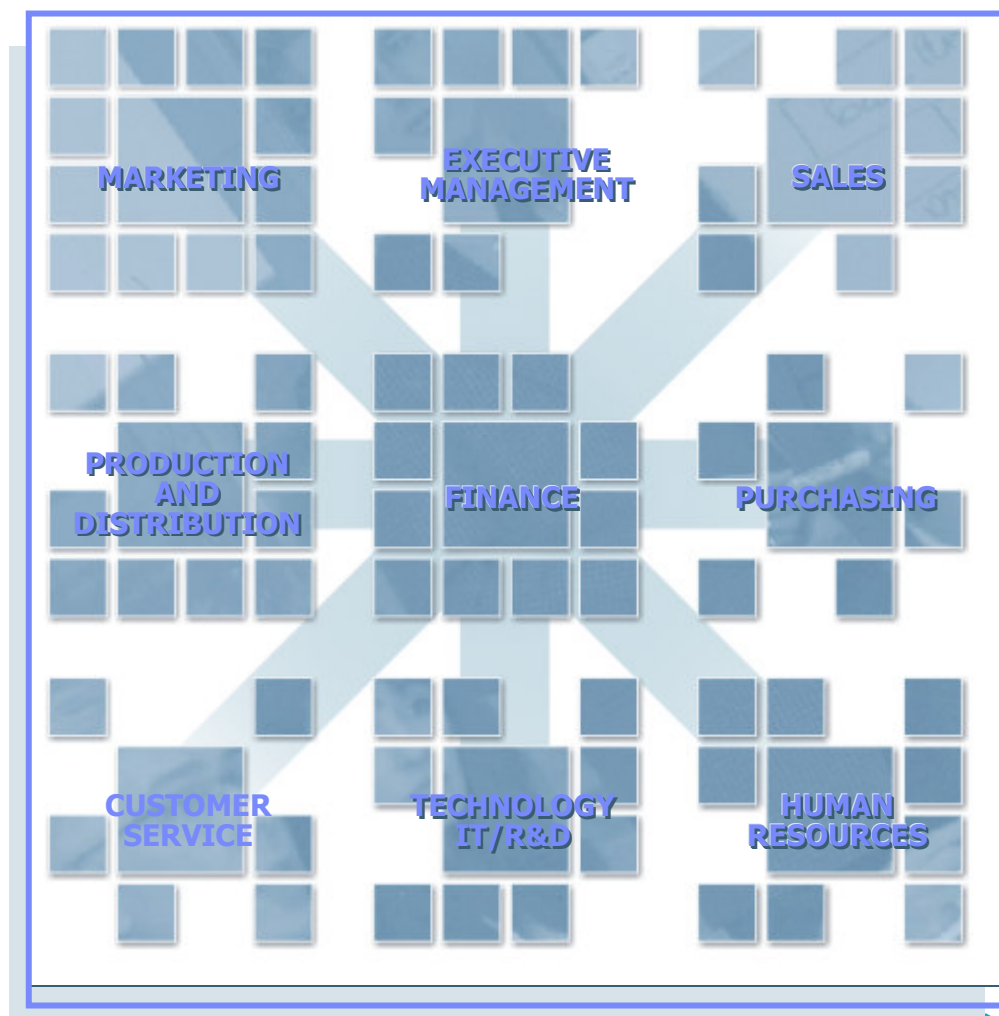 MARKETING
EXECUTIVE
MANAGEMENT
SALES
PRODUCTION
AND
DISTRIBUTION
FINANCE
PURCHASING
CUSTOMER
SERVICE
TECHNOLOGY
IT/R&D
HUMAN
RESOURCES